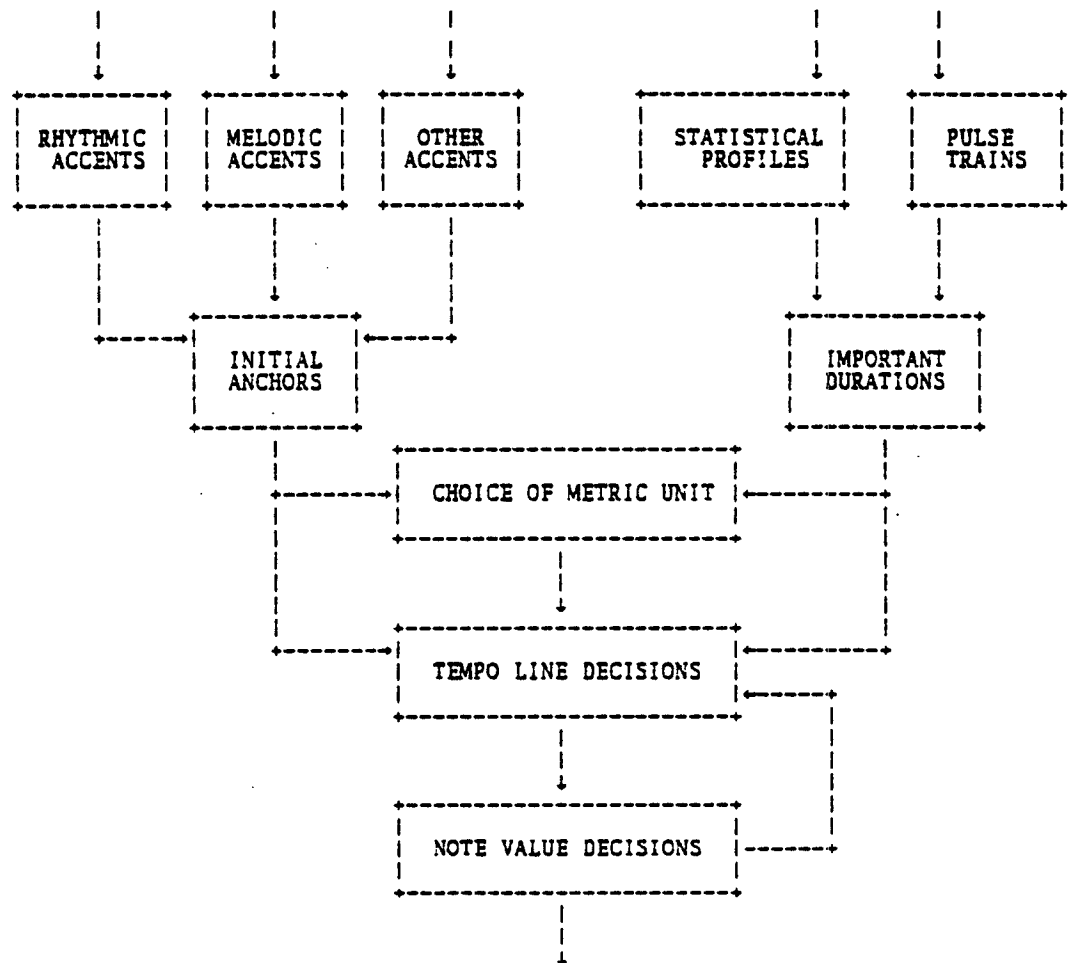 RHYTHMIC
ACCENTS
MELODIC
ACCENTS
OTHER
ACCENTS
STATISTICAL
PROFILES
PULSE
TRAINS
INITIAL
ANCHORS
IMPORTANT
DURATIONS
CHOICE OF METRIC UNIT
TEMPO LINE DECISIONS
NOTE VALUE DECISIONS